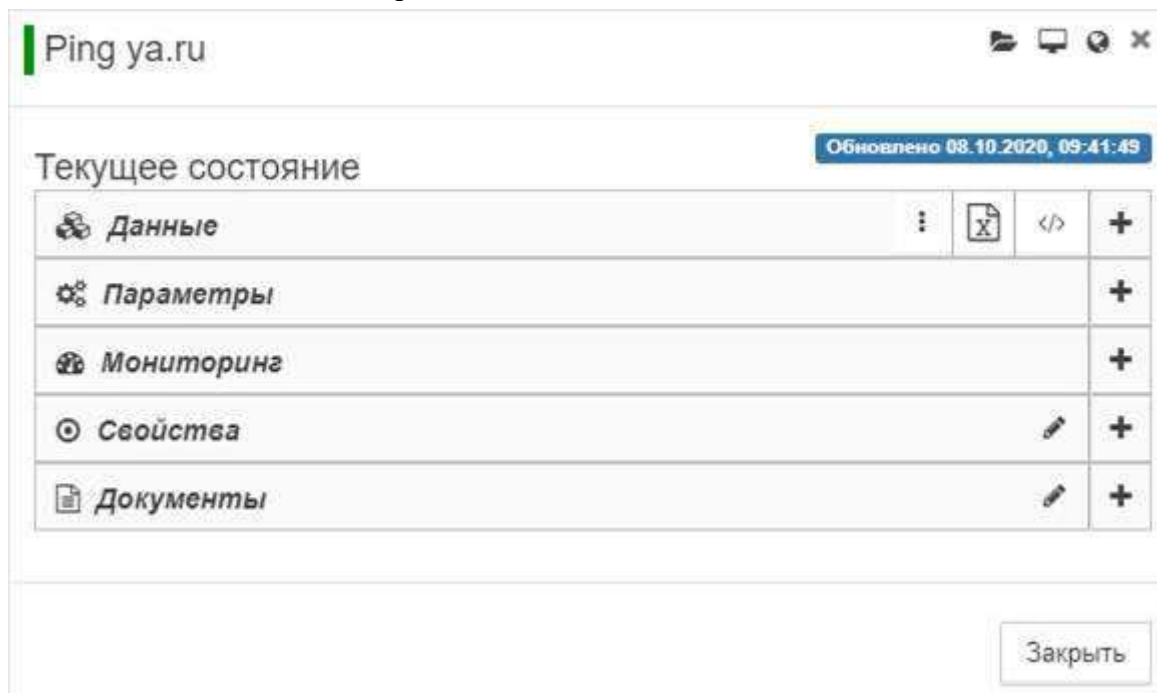 Ping ya.ru
Обновлено 08.10.2020, 09:41:49
Текущее состояние
Данные
Параметры
Мониторинг
Свойства
Документы
Закрыть